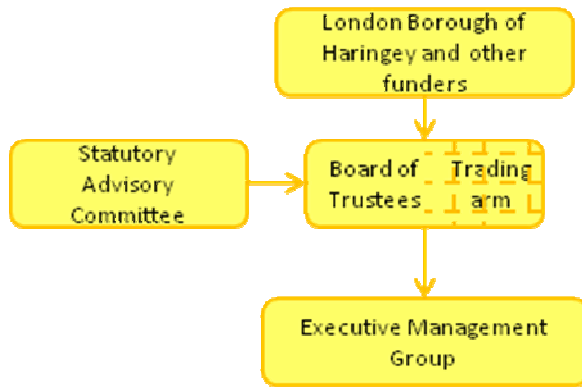 London Borough of
Haringey and other
funders
Statutory
Advisory
Committee
Board of
Trustees
Trading
arm
Executive Management
Group